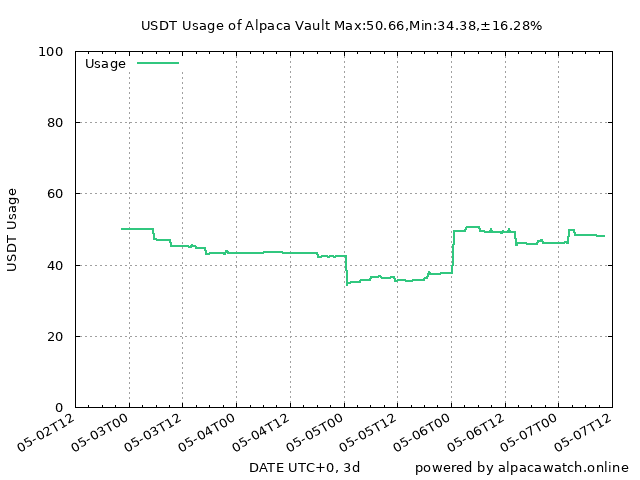 USDT Usage of Alpaca Vault Max:50.66,Min:34.38,±16.28%
100
Usage
80
60
40
20
0
USDT Usage
05-02T12
05-03T00
05-03T12
05-04T00
05-04T12
05-05T00
05-05T12
05-06T00
05-06T12
05-07T00
05-07T12
DATE UTC+0, 3d
powered by alpacawatch.online